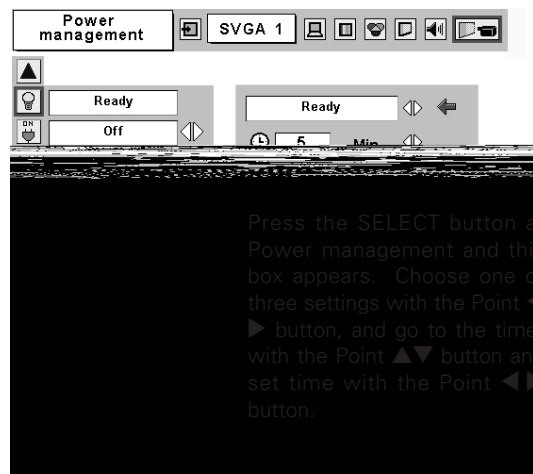 Power
management
SVGA 1
Ready
Ready
ON
Off
5 Min
Press the SELECT button
Power management and
box appears. Choose one
three settings with the Point ◀
▶ button, and go to the time
with the Point ▲▼ button
set time with the Point ◀
button.